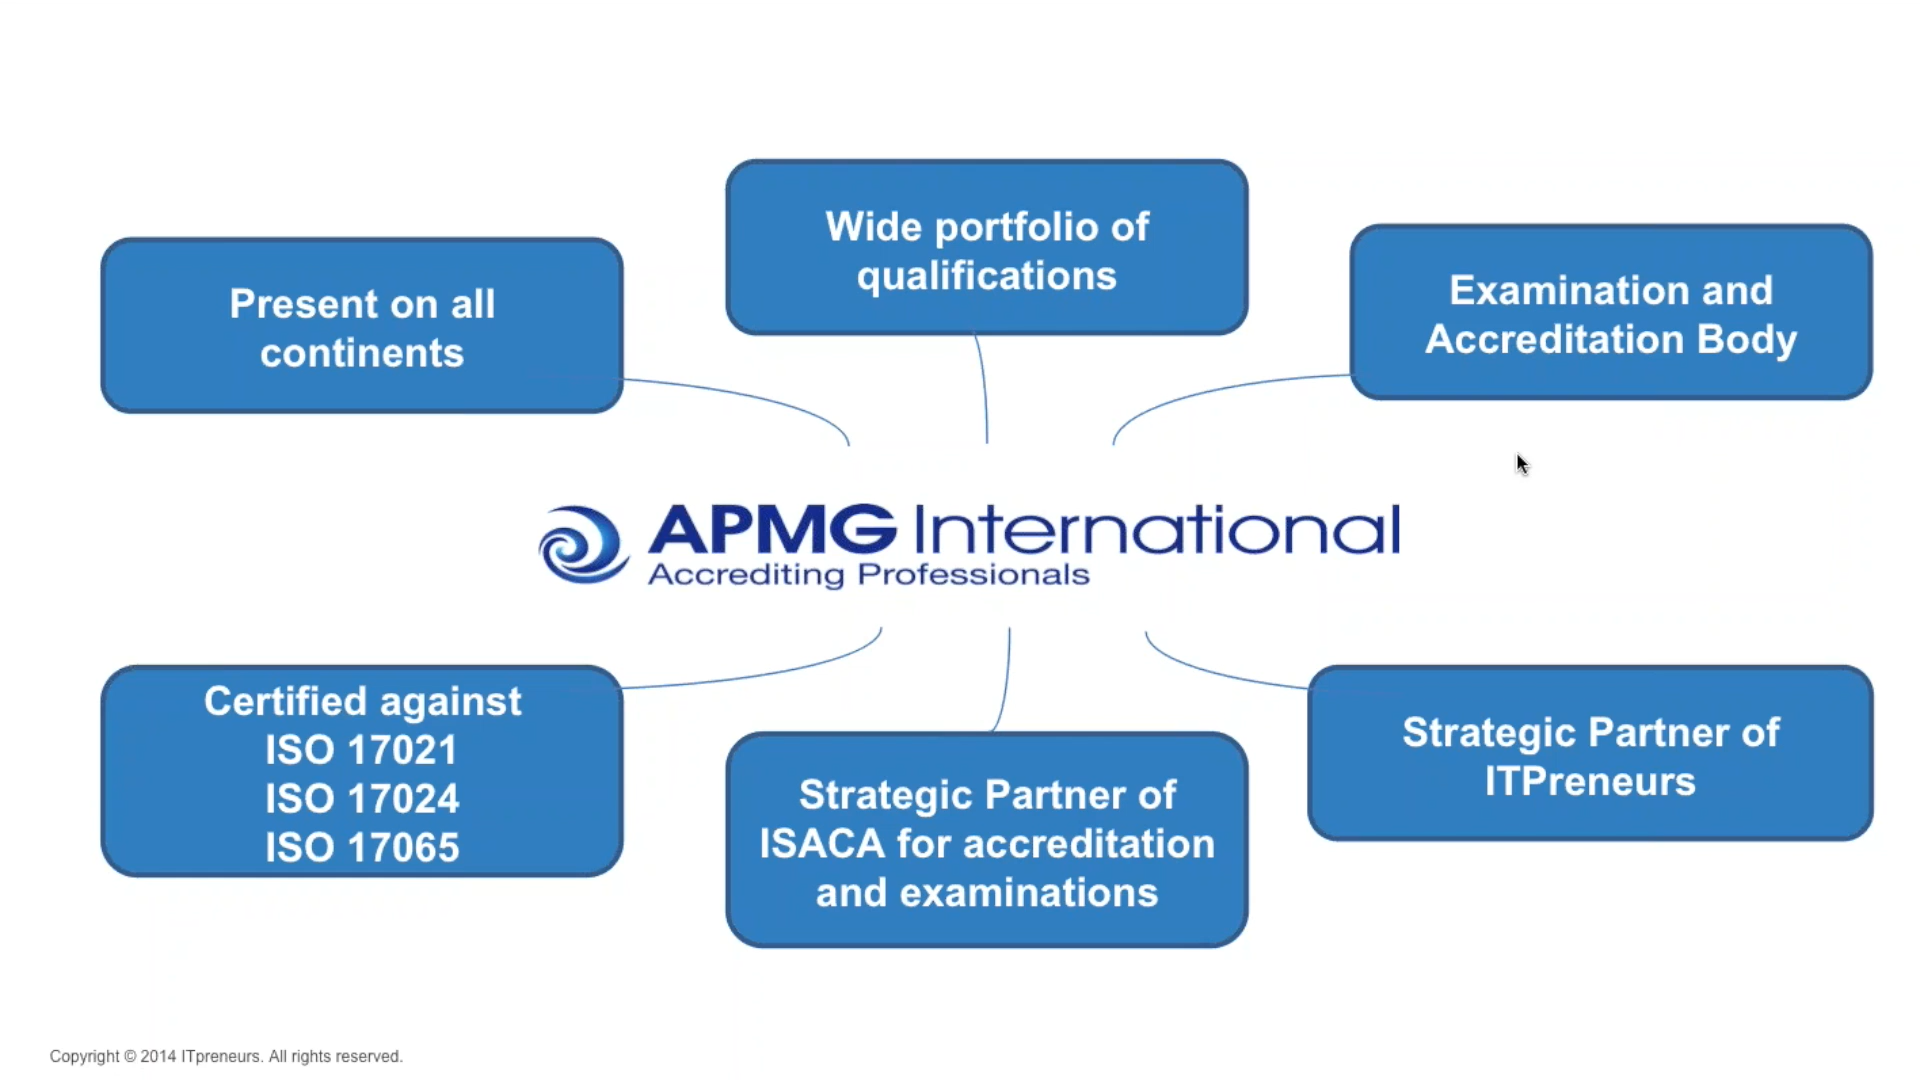 Wide portfolio of
qualifications
Present on all
continents
Examination and
Accreditation Body
APMG International
Accrediting Professionals
Certified against
ISO 17021
ISO 17024
ISO 17065
Strategic Partner of
ISACA for accreditation
and examinations
Strategic Partner of
ITPreneurs
Copyright © 2014 ITpreneurs. All rights reserved.